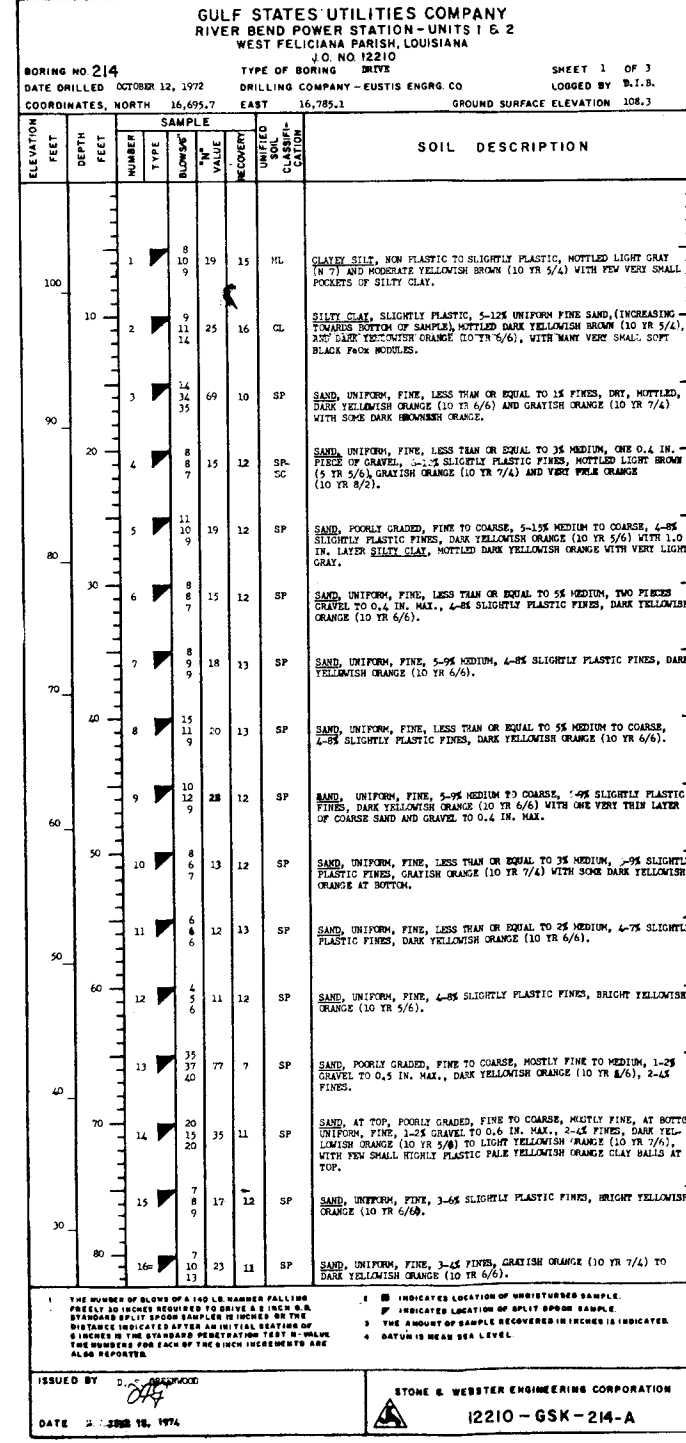 GULF STATES UTILITIES COMPANY
RIVER BEND POWER STATION - UNITS 1 & 2
WEST FELICIANA PARISH, LOUISIANA
J.O. NO. 12210
BORING NO. 214 TYPE OF BORING DRIVE SHEET 1 OF 3
DATE DRILLED OCTOBER 12, 1972 DRILLING COMPANY - EUSTIS ENGRG. CO. LOGGED BY D.I.B.
COORDINATES, NORTH 16,695.7 EAST 16,785.1 GROUND SURFACE ELEVATION 108.3
ELEVATION FEET DEPTH FEET SAMPLE NUMBER TYPE BLOWS/6" "N" VALUE RECOVERY UNIFIED SOIL CLASSIFICATION SOIL DESCRIPTION
1 8 10 9 19 15 ML CLAYEY SILT, NON PLASTIC TO SLIGHTLY PLASTIC, MOTTLED LIGHT GRAY
(N 7) AND MODERATE YELLOWISH BROWN (10 YR 5/4) WITH FEW VERY SMALL
100 POCKETS OF SILTY CLAY.
10 2 9 11 14 25 16 CL SILTY CLAY, SLIGHTLY PLASTIC, 5-12% UNIFORM FINE SAND, (INCREASING
TOWARDS BOTTOM OF SAMPLE), MOTTLED DARK YELLOWISH BROWN (10 YR 5/4),
AND DARK YELLOWISH ORANGE (10 YR 6/6), WITH MANY VERY SMALL SOFT
BLACK FeOx NODULES.
3 14 34 35 69 10 SP SAND, UNIFORM, FINE, LESS THAN OR EQUAL TO 1% FINES, DRY, MOTTLED,
DARK YELLOWISH ORANGE (10 YR 6/6) AND GRAYISH ORANGE (10 YR 7/4)
90 WITH SOME DARK BROWNISH ORANGE.
20 4 8 8 7 15 12 SP-SC SAND, UNIFORM, FINE, LESS THAN OR EQUAL TO 3% MEDIUM, ONE 0.4 IN.
PIECE OF GRAVEL, SLIGHTLY PLASTIC FINES, MOTTLED LIGHT BROWN
(5 YR 5/6), GRAYISH ORANGE (10 YR 7/4) AND VERY PALE ORANGE
(10 YR 8/2).
5 11 10 9 19 12 SP SAND, POORLY GRADED, FINE TO COARSE, 5-15% MEDIUM TO COARSE, 4-8%
SLIGHTLY PLASTIC FINES, DARK YELLOWISH ORANGE (10 YR 5/6) WITH 1.0
80 IN. LAYER SILTY CLAY, MOTTLED DARK YELLOWISH ORANGE WITH VERY LIGHT
GRAY.
30 6 8 8 7 15 12 SP SAND, UNIFORM, FINE, LESS THAN OR EQUAL TO 5% MEDIUM, TWO PIECES
GRAVEL TO 0.4 IN. MAX., 4-8% SLIGHTLY PLASTIC FINES, DARK YELLOWISH
ORANGE (10 YR 6/6).
7 8 9 9 18 13 SP SAND, UNIFORM, FINE, 5-9% MEDIUM, 4-8% SLIGHTLY PLASTIC FINES, DARK
YELLOWISH ORANGE (10 YR 6/6).
70
40 8 15 11 9 20 13 SP SAND, UNIFORM, FINE, LESS THAN OR EQUAL TO 5% MEDIUM TO COARSE,
4-8% SLIGHTLY PLASTIC FINES, DARK YELLOWISH ORANGE (10 YR 6/6).
9 10 12 9 12 SP SAND, UNIFORM, FINE, 5-9% MEDIUM TO COARSE, SLIGHTLY PLASTIC
FINES, DARK YELLOWISH ORANGE (10 YR 6/6) WITH ONE VERY THIN LAYER
60 OF COARSE SAND AND GRAVEL TO 0.4 IN. MAX.
50 10 8 6 7 13 12 SP SAND, UNIFORM, FINE, LESS THAN OR EQUAL TO 3% MEDIUM, SLIGHTL
PLASTIC FINES, GRAYISH ORANGE (10 YR 7/4) WITH SOME DARK YELLOWISH
ORANGE AT BOTTOM.
11 6 6 6 12 13 SP SAND, UNIFORM, FINE, LESS THAN OR EQUAL TO 2% MEDIUM, 4-7% SLIGHTL
PLASTIC FINES, DARK YELLOWISH ORANGE (10 YR 6/6).
50
60 12 4 5 6 11 12 SP SAND, UNIFORM, FINE, 4-8% SLIGHTLY PLASTIC FINES, BRIGHT YELLOWISH
ORANGE (10 YR 5/6).
13 35 37 40 77 7 SP SAND, POORLY GRADED, FINE TO COARSE, MOSTLY FINE TO MEDIUM, 1-2%
GRAVEL TO 0.5 IN. MAX., DARK YELLOWISH ORANGE (10 YR 6/6), 2-4%
40 FINES.
70 14 20 15 20 35 11 SP SAND, AT TOP, POORLY GRADED, FINE TO COARSE, MOSTLY FINE, AT BOTTO
UNIFORM, FINE, 1-2% GRAVEL TO 0.6 IN. MAX., 2-4% FINES, DARK YEL-
LOWISH ORANGE (10 YR TO LIGHT YELLOWISH ORANGE (10 YR 7/6),
WITH FEW SMALL HIGHLY PLASTIC PALE YELLOWISH ORANGE CLAY BALLS AT
TOP.
15 7 8 9 17 12 SP SAND, UNIFORM, FINE, 3-6% SLIGHTLY PLASTIC FINES, BRIGHT YELLOWISH
30 ORANGE (10 YR 6/6).
80 16= 7 10 13 23 11 SP SAND, UNIFORM, FINE, 3-4% FINES, GRAYISH ORANGE (10 YR 7/4) TO
DARK YELLOWISH ORANGE (10 YR 6/6).
1 THE NUMBER OF BLOWS OF A 140 LB. HAMMER FALLING
FREELY 30 INCHES REQUIRED TO DRIVE A 2 INCH O.D.
STANDARD SPLIT SPOON SAMPLER 12 INCHES OR THE
DISTANCE INDICATED AFTER AN INITIAL SEATING OF
6 INCHES IS THE STANDARD PENETRATION TEST N-VALUE
THE NUMBERS FOR EACH OF THE 6 INCH INCREMENTS ARE
ALSO REPORTED.
2 INDICATES LOCATION OF UNDISTURBED SAMPLE.
INDICATES LOCATION OF SPLIT SPOON SAMPLE.
3 THE AMOUNT OF SAMPLE RECOVERED IN INCHES IS INDICATED.
4 DATUM IS MEAN SEA LEVEL.
ISSUED BY D. S. GREENWOOD
DATE 18, 1974
STONE & WEBSTER ENGINEERING CORPORATION
12210 - GSK - 214 - A